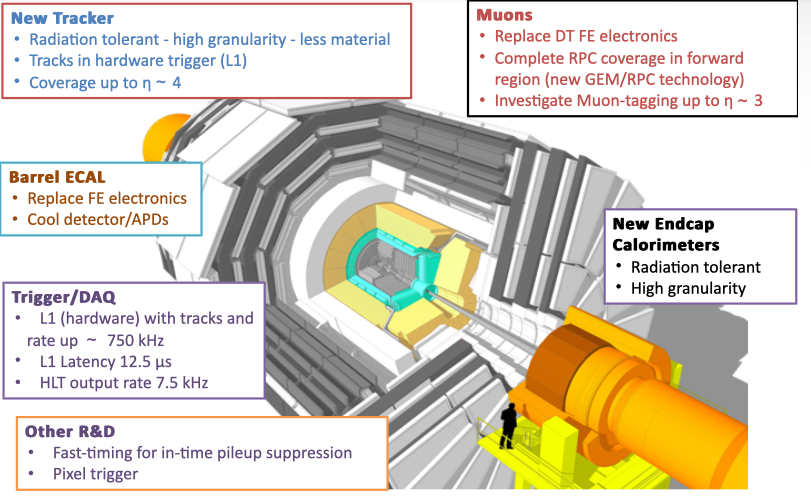 New Tracker
• Radiation tolerant - high granularity - less material
• Tracks in hardware trigger (L1)
• Coverage up to η ~ 4
Muons
• Replace DT FE electronics
• Complete RPC coverage in forward
region (new GEM/RPC technology)
• Investigate Muon-tagging up to η ~ 3
Barrel ECAL
• Replace FE electronics
• Cool detector/APDs
New Endcap
Calorimeters
• Radiation tolerant
• High granularity
Trigger/DAQ
• L1 (hardware) with tracks and
rate up ~ 750 kHz
• L1 Latency 12.5 µs
• HLT output rate 7.5 kHz
Other R&D
• Fast-timing for in-time pileup suppression
• Pixel trigger